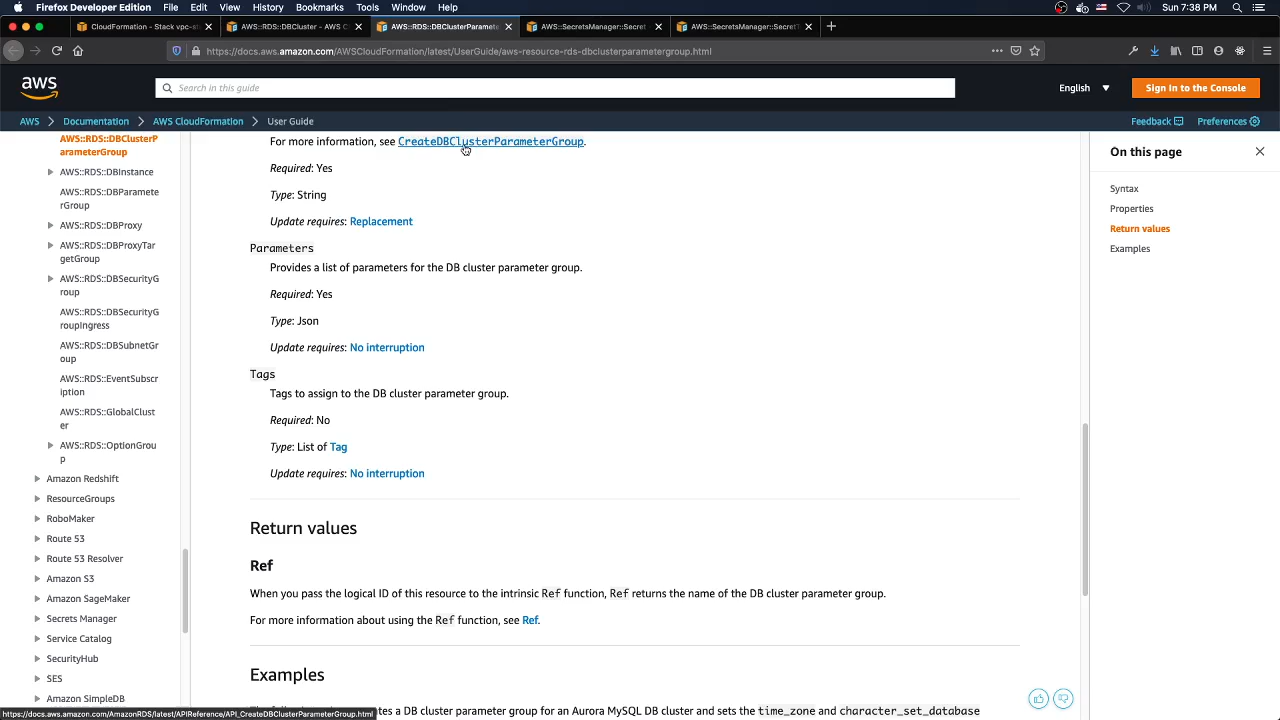 Firefox Developer Edition File Edit View History Bookmarks Tools Window Help Sun 7:38 PM
CloudFormation - Stack vpc-st
AWS::RDS::DBCluster - AWS C
AWS::RDS::DBClusterParamete
AWS::SecretsManager::Secret
AWS::SecretsManager::SecretT
https://docs.aws.amazon.com/AWSCloudFormation/latest/UserGuide/aws-resource-rds-dbclusterparametergroup.html
aws
Search in this guide
English
Sign In to the Console
AWS
Documentation
AWS CloudFormation
User Guide
Feedback
Preferences
AWS::RDS::DBClusterP
arameterGroup
AWS::RDS::DBInstance
AWS::RDS::DBParamete
rGroup
AWS::RDS::DBProxy
AWS::RDS::DBProxyTar
getGroup
AWS::RDS::DBSecurityG
roup
AWS::RDS::DBSecurityG
roupIngress
AWS::RDS::DBSubnetGr
oup
AWS::RDS::EventSubscr
iption
AWS::RDS::GlobalClust
er
AWS::RDS::OptionGrou
p
Amazon Redshift
ResourceGroups
RoboMaker
Route 53
Route 53 Resolver
Amazon S3
Amazon SageMaker
Secrets Manager
Service Catalog
SecurityHub
SES
Amazon SimpleDB
For more information, see CreateDBClusterParameterGroup.
Required: Yes
Type: String
Update requires: Replacement
Parameters
Provides a list of parameters for the DB cluster parameter group.
Required: Yes
Type: Json
Update requires: No interruption
Tags
Tags to assign to the DB cluster parameter group.
Required: No
Type: List of Tag
Update requires: No interruption
Return values
Ref
When you pass the logical ID of this resource to the intrinsic Ref function, Ref returns the name of the DB cluster parameter group.
For more information about using the Ref function, see Ref.
Examples
tes a DB cluster parameter group for an Aurora MySQL DB cluster and sets the time_zone and character_set_database
On this page
Syntax
Properties
Return values
Examples
https://docs.aws.amazon.com/AmazonRDS/latest/APIReference/API_CreateDBClusterParameterGroup.html